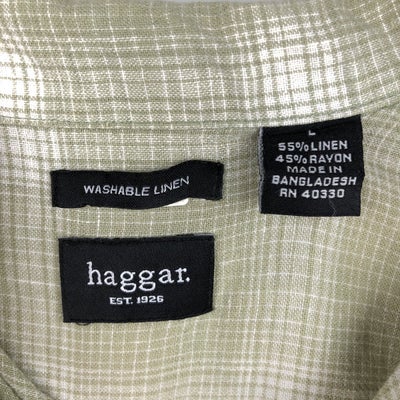 WASHABLE LINEN
haggar.
EST. 1926
L
55% LINEN
45% RAYON
MADE IN
BANGLADESH
RN 40330